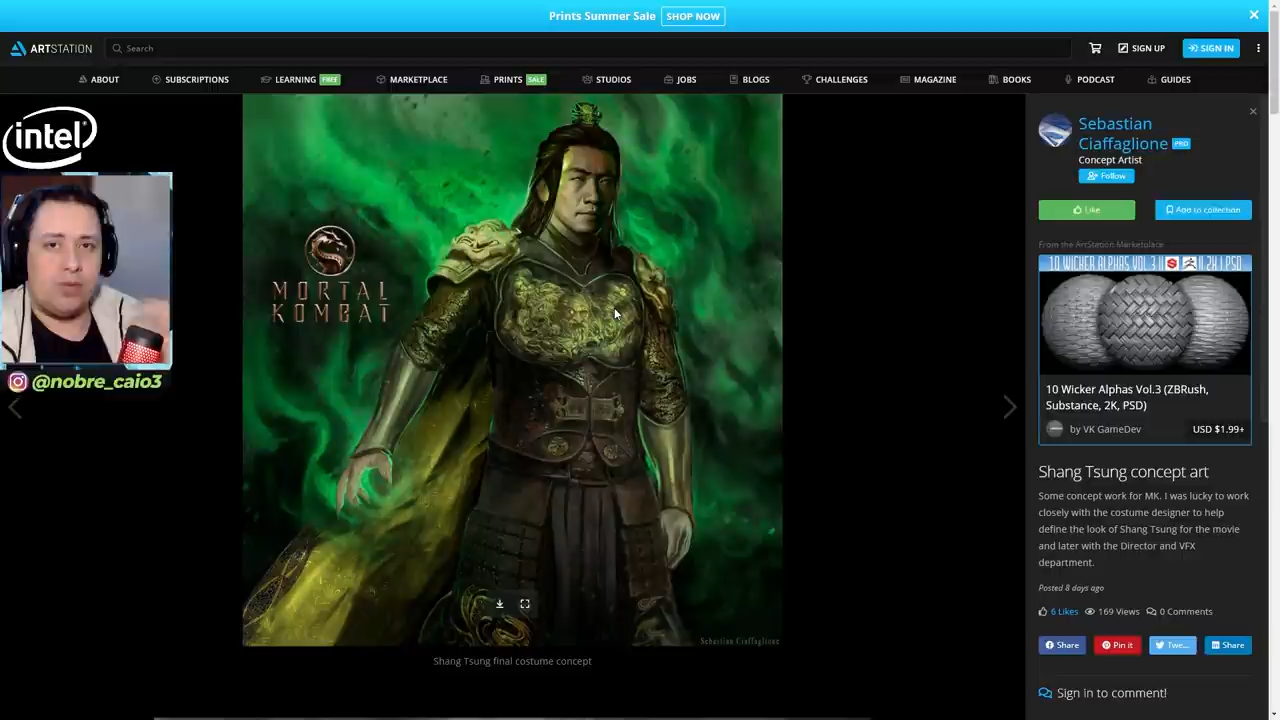 Prints Summer Sale SHOP NOW
ARTSTATION Search SIGN UP SIGN IN
ABOUT SUBSCRIPTIONS LEARNING FREE MARKETPLACE PRINTS SALE STUDIOS JOBS BLOGS CHALLENGES MAGAZINE BOOKS PODCAST GUIDES
intel
@nobre_caio3
MORTAL
KOMBAT
Sebastian Ciaffaglione
Shang Tsung final costume concept
Sebastian
Ciaffaglione PRO
Concept Artist
Follow
Like Add to collection
From the ArtStation Marketplace
10 WICKER ALPHAS VOL.3 || || 2K | PSD
10 Wicker Alphas Vol.3 (ZBRush,
Substance, 2K, PSD)
by VK GameDev USD $1.99+
Shang Tsung concept art
Some concept work for MK. I was lucky to work
closely with the costume designer to help
define the look of Shang Tsung for the movie
and later with the Director and VFX
department.
Posted 8 days ago
6 Likes 169 Views 0 Comments
Share Pin it Twe... Share
Sign in to comment!